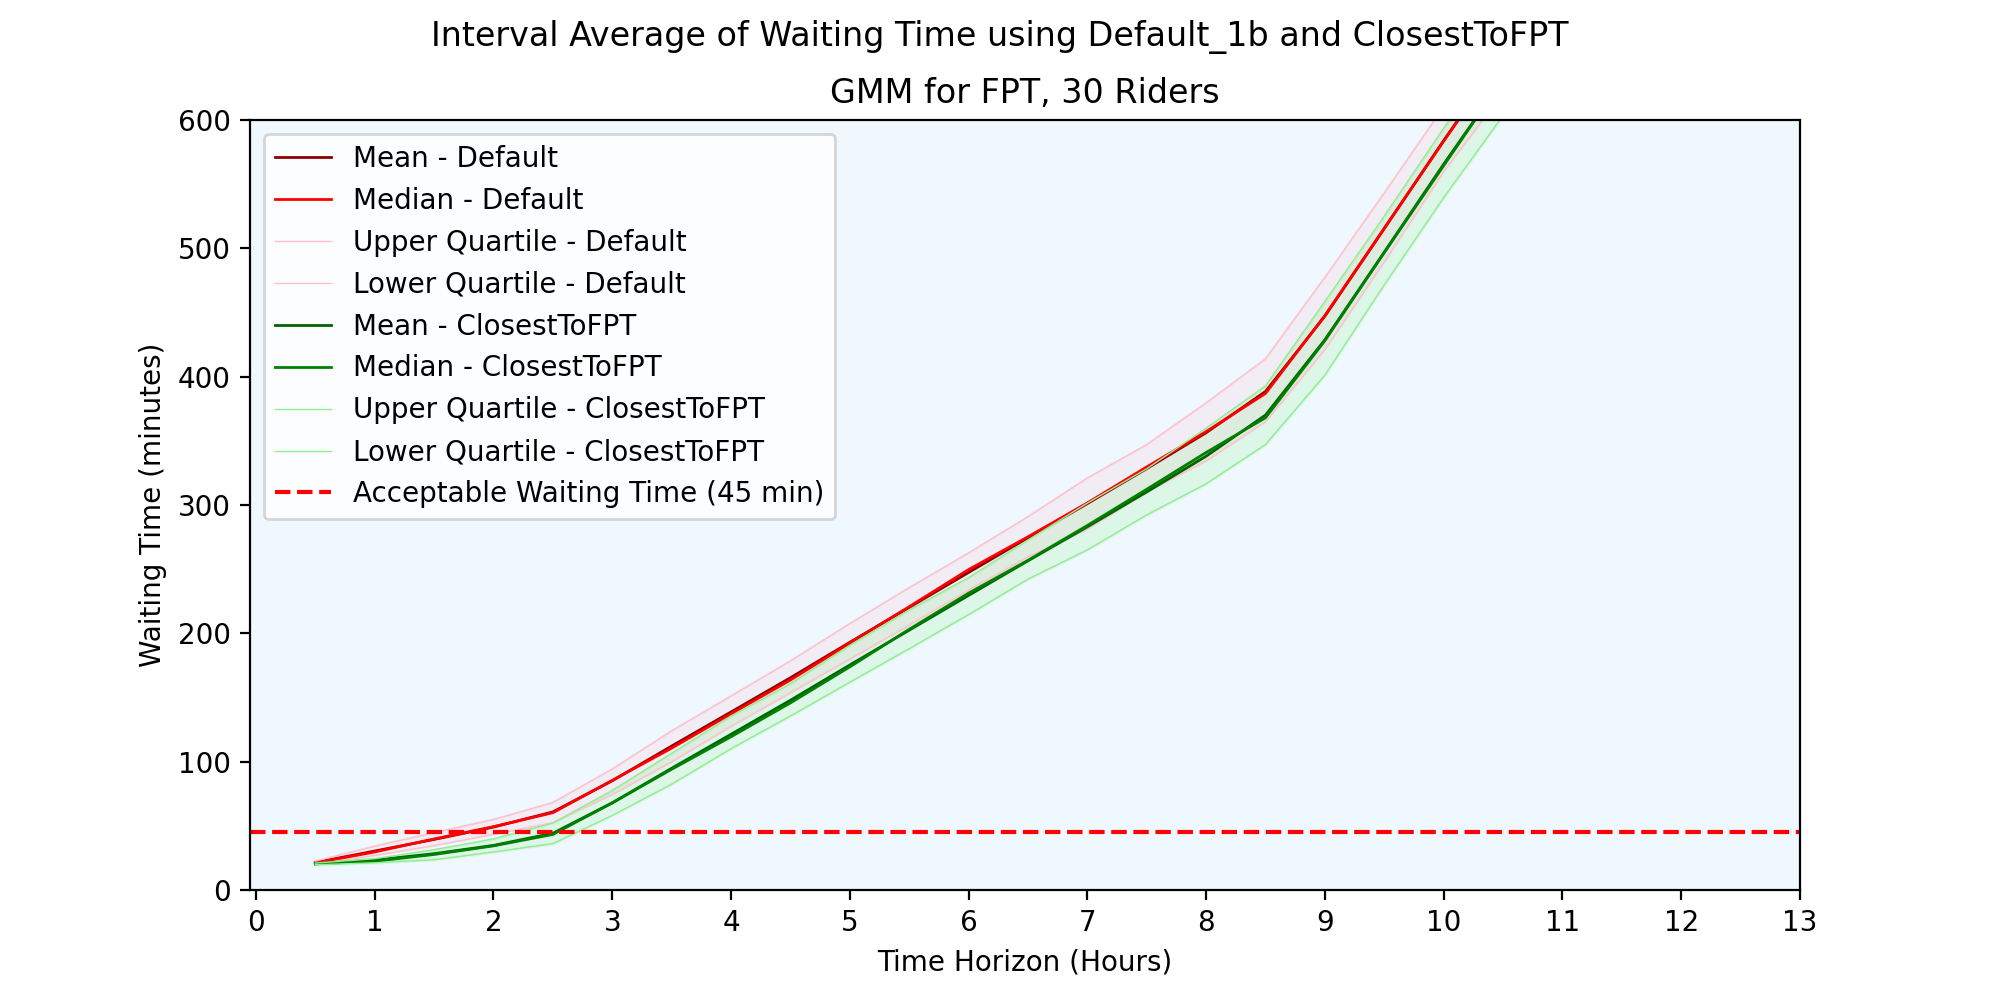 Interval Average of Waiting Time using Default_1b and ClosestToFPT
GMM for FPT, 30 Riders
600
500
400
300
200
100
0
Waiting Time (minutes)
Mean - Default
Median - Default
Upper Quartile - Default
Lower Quartile - Default
Mean - ClosestToFPT
Median - ClosestToFPT
Upper Quartile - ClosestToFPT
Lower Quartile - ClosestToFPT
Acceptable Waiting Time (45 min)
0 1 2 3 4 5 6 7 8 9 10 11 12 13
Time Horizon (Hours)